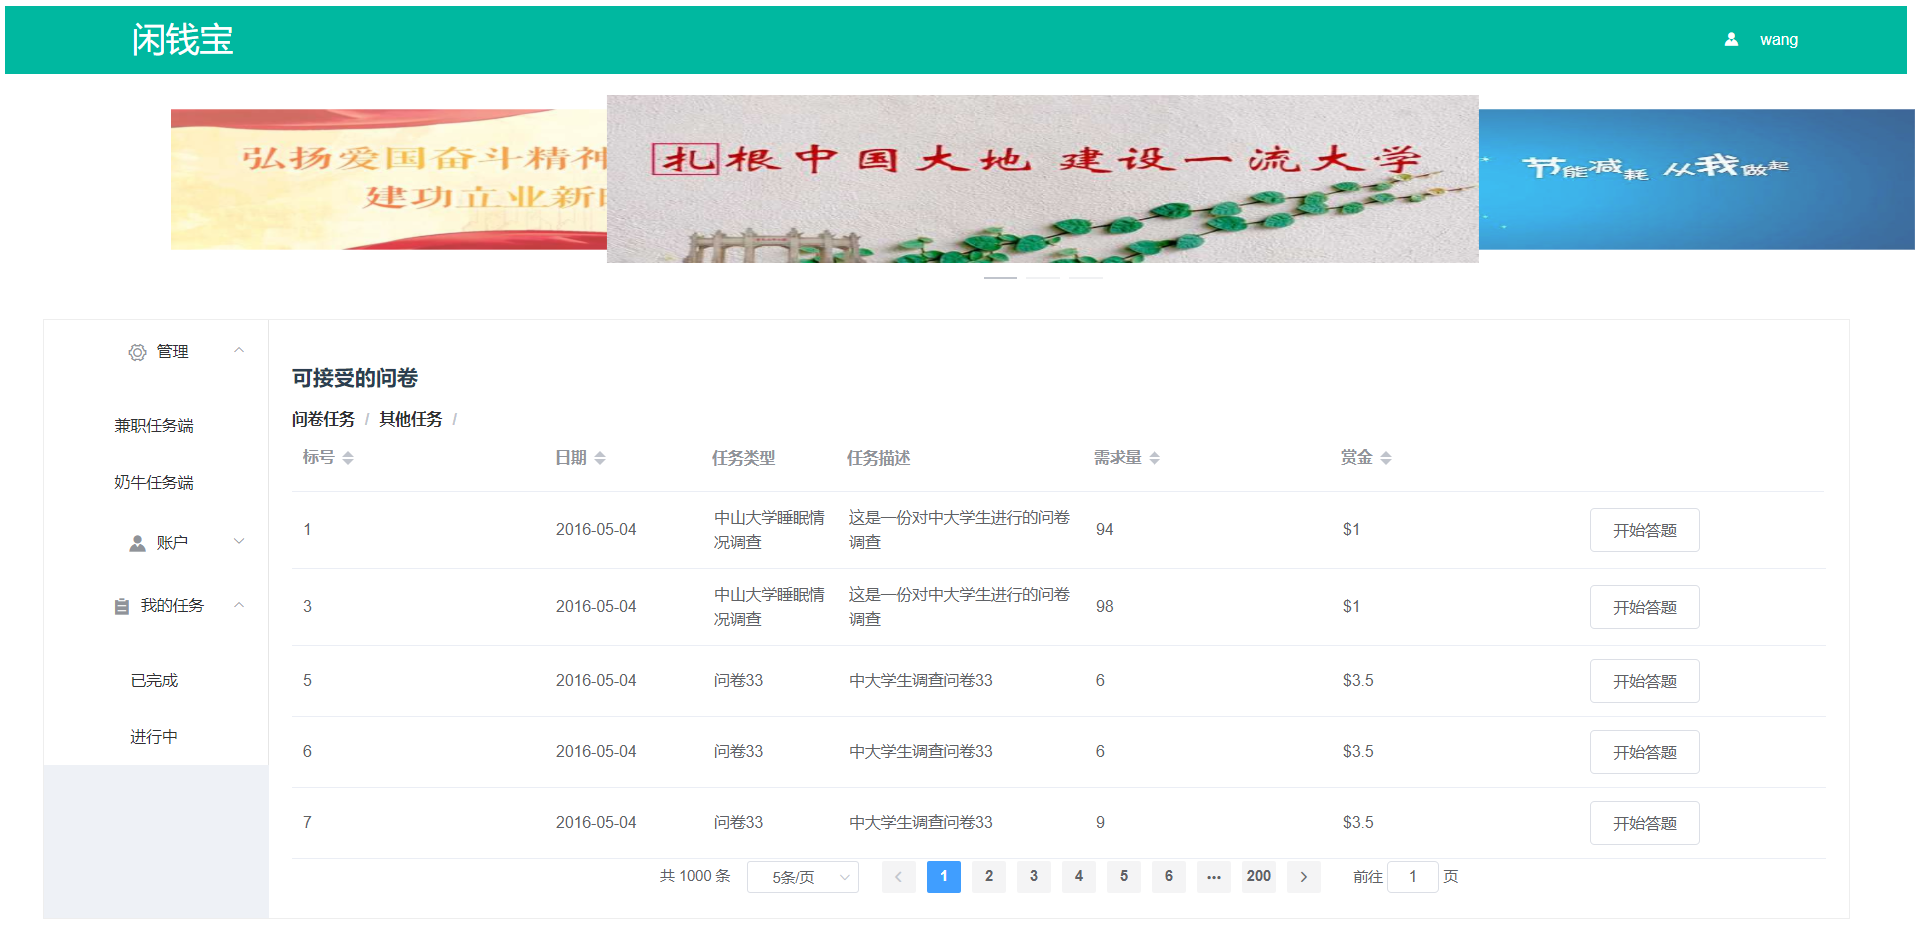 闲钱宝
wang
弘扬爱国奋斗精神
建功立业新
扎根中国大地 建设一流大学
节能减耗 从我做起
管理
兼职任务端
奶牛任务端
账户
我的任务
已完成
进行中
可接受的问卷
问卷任务 / 其他任务 /
标号 日期 任务类型 任务描述 需求量 赏金
1 2016-05-04 中山大学睡眠情况调查 这是一份对中大学生进行的问卷调查 94 $1 开始答题
3 2016-05-04 中山大学睡眠情况调查 这是一份对中大学生进行的问卷调查 98 $1 开始答题
5 2016-05-04 问卷33 中大学生调查问卷33 6 $3.5 开始答题
6 2016-05-04 问卷33 中大学生调查问卷33 6 $3.5 开始答题
7 2016-05-04 问卷33 中大学生调查问卷33 9 $3.5 开始答题
共 1000 条 5条/页 1 2 3 4 5 6 ••• 200 前往 1 页